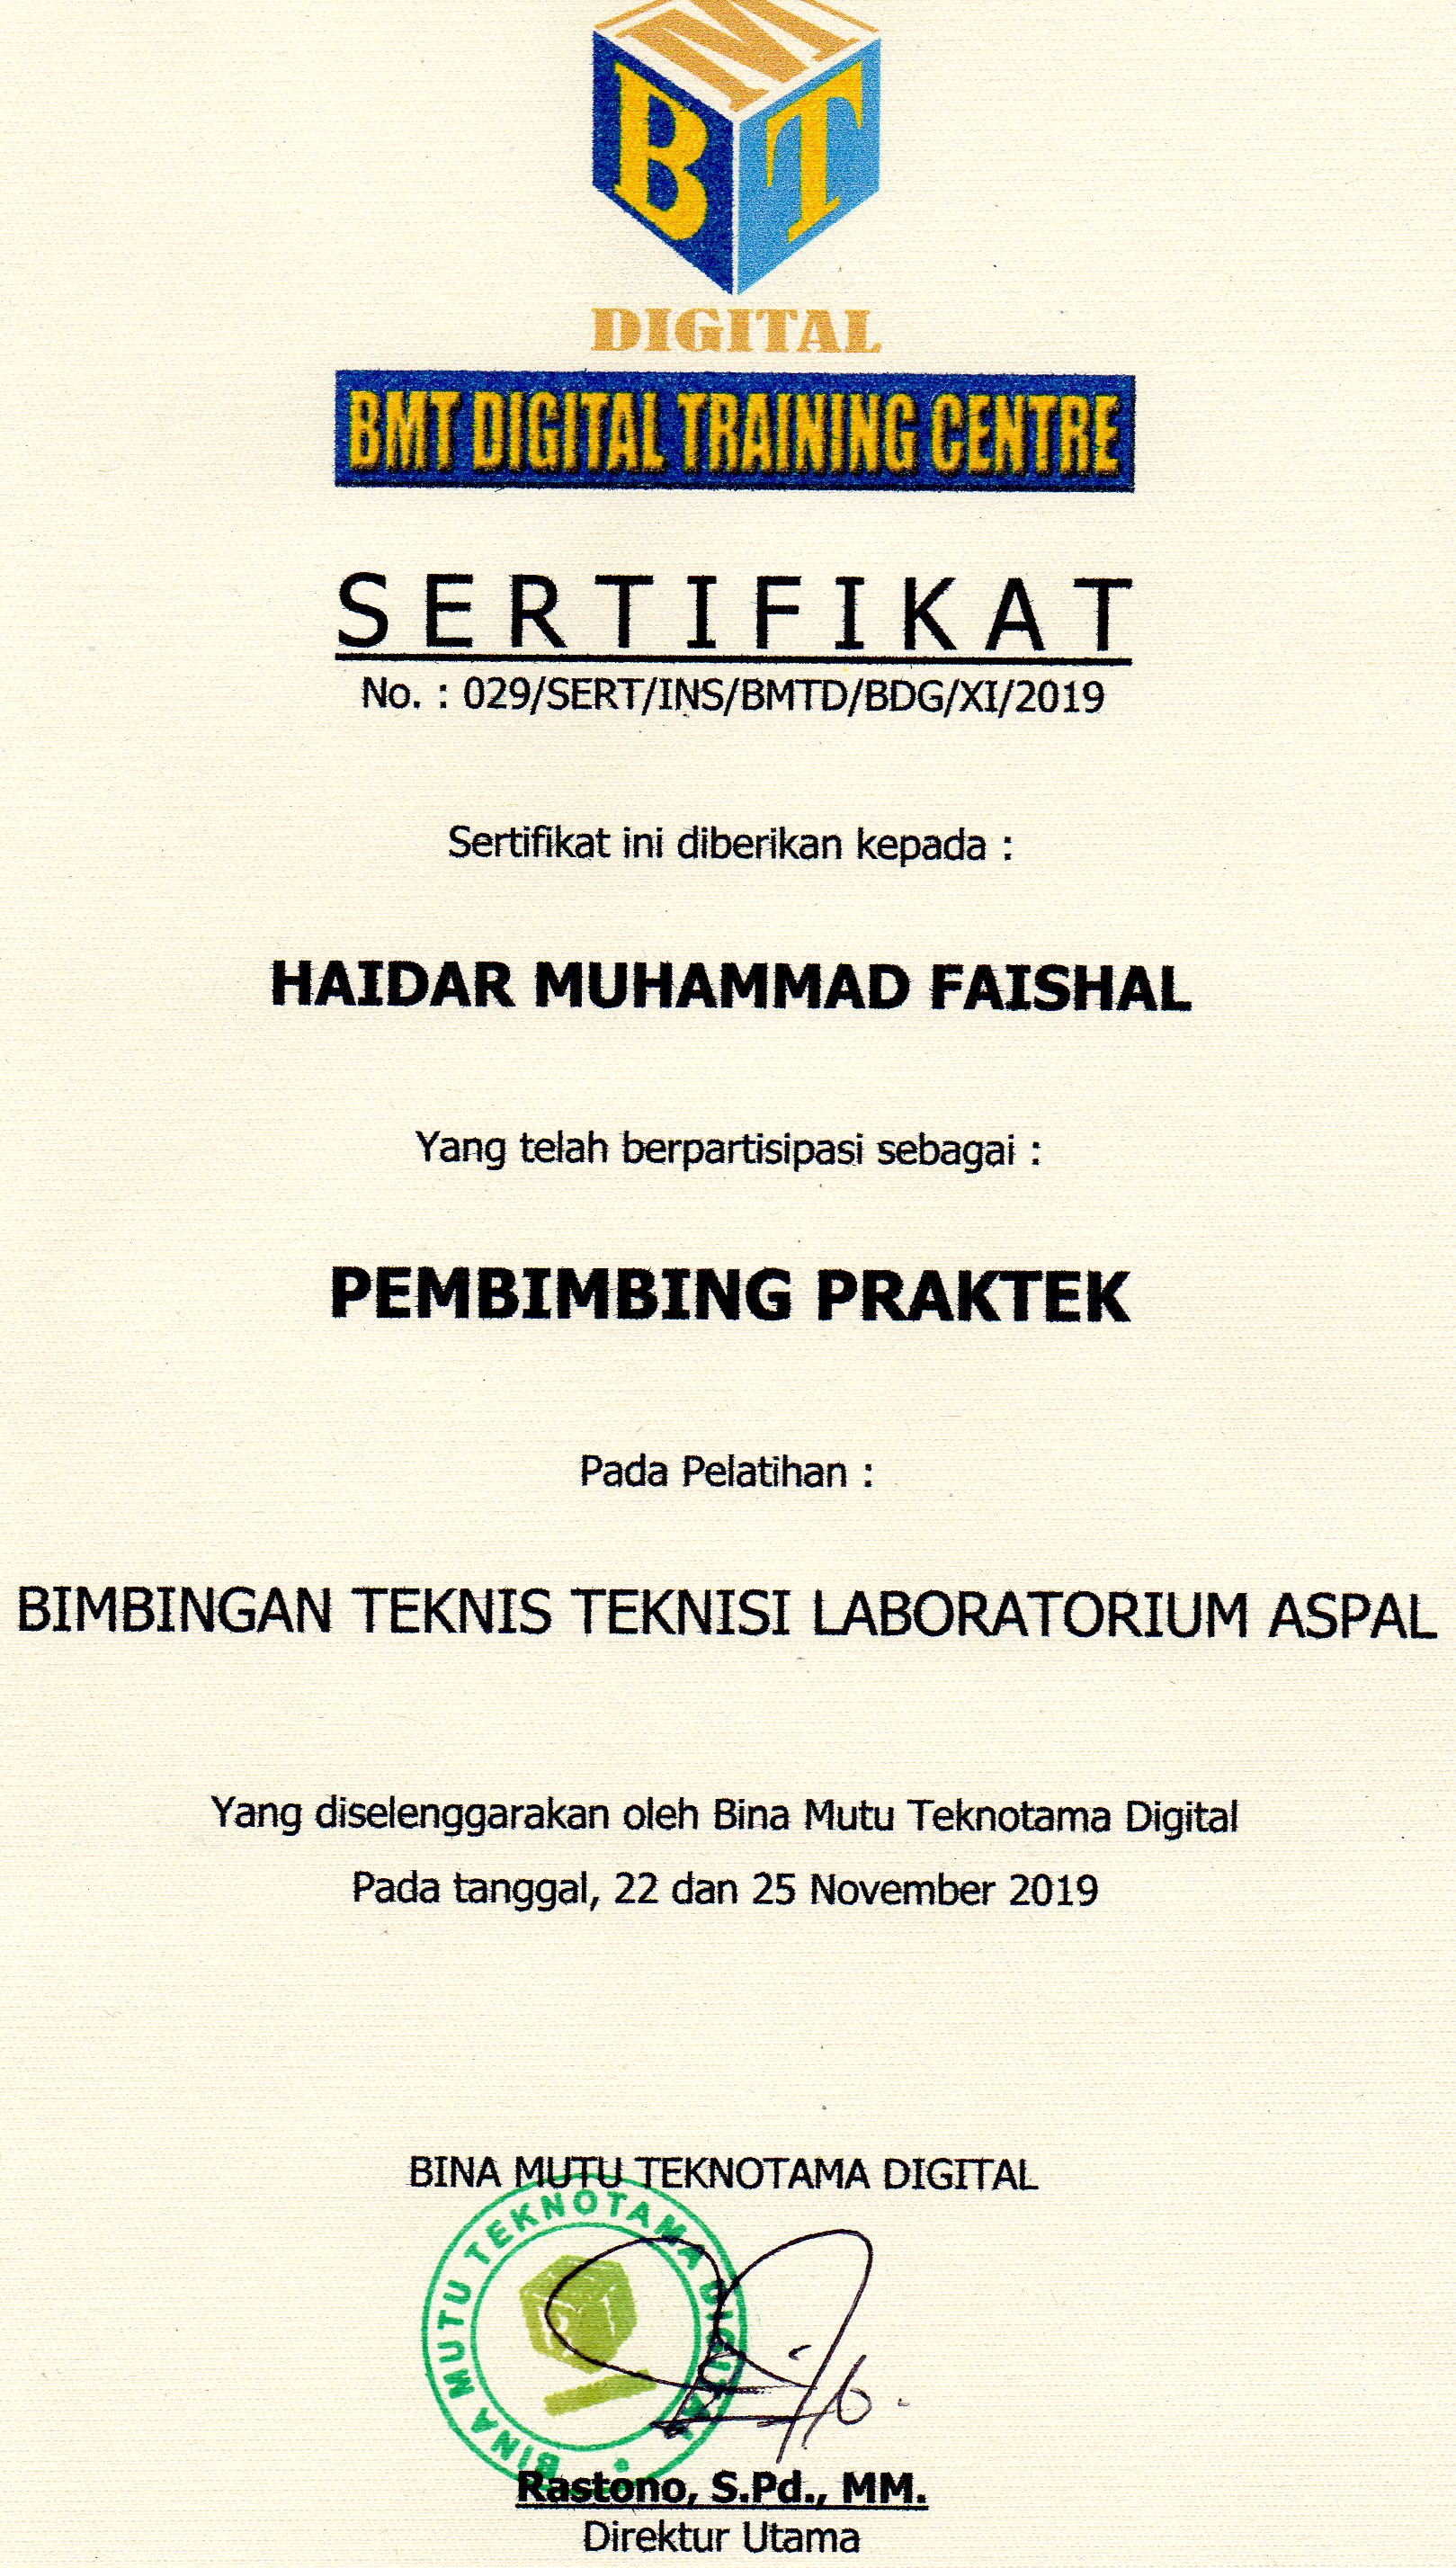 BMT
DIGITAL
BMT DIGITAL TRAINING CENTRE
SERTIFIKAT
No. : 029/SERT/INS/BMTD/BDG/XI/2019
Sertifikat ini diberikan kepada :
HAIDAR MUHAMMAD FAISHAL
Yang telah berpartisipasi sebagai :
PEMBIMBING PRAKTEK
Pada Pelatihan :
BIMBINGAN TEKNIS TEKNISI LABORATORIUM ASPAL
Yang diselenggarakan oleh Bina Mutu Teknotama Digital
Pada tanggal, 22 dan 25 November 2019
BINA MUTU TEKNOTAMA DIGITAL
BINA MUTU TEKNOTAMA DIGITAL
Rastono, S.Pd., MM.
Direktur Utama